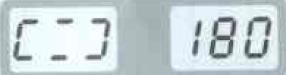 [ — ] 180